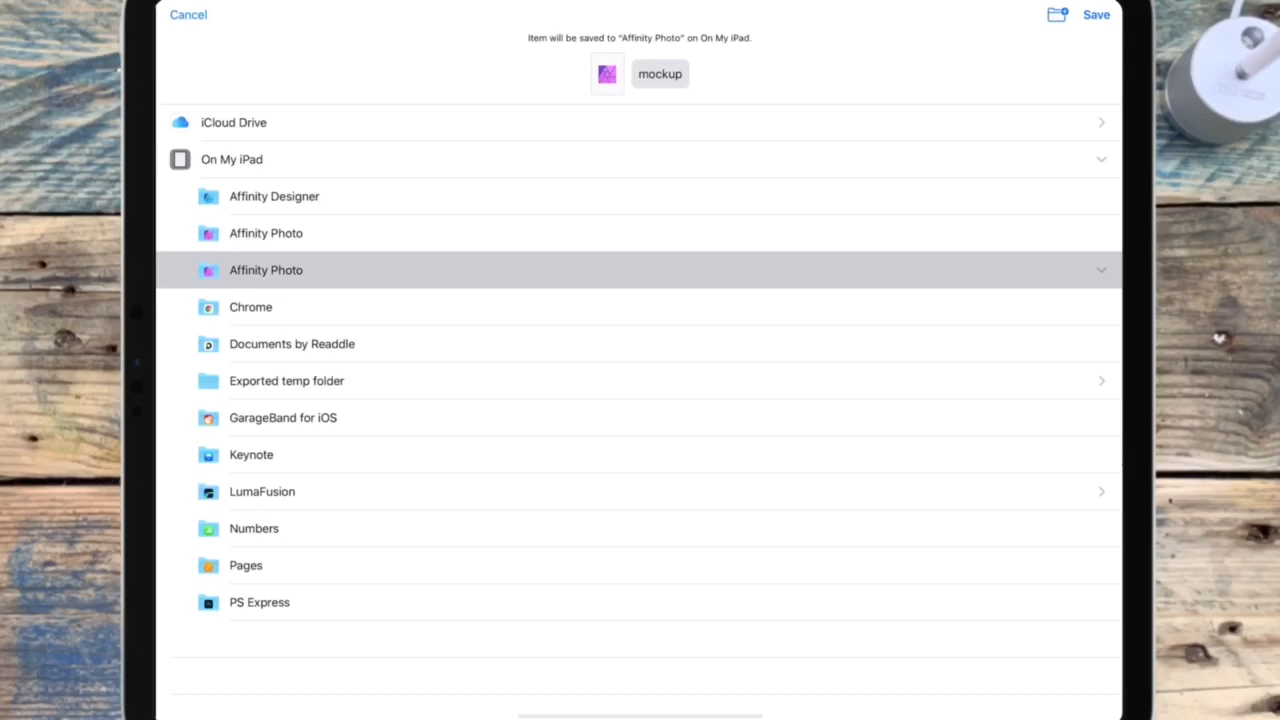 Cancel
Save
Item will be saved to “Affinity Photo” on On My iPad.
mockup
iCloud Drive
On My iPad
Affinity Designer
Affinity Photo
Affinity Photo
Chrome
Documents by Readdle
Exported temp folder
GarageBand for iOS
Keynote
LumaFusion
Numbers
Pages
PS Express